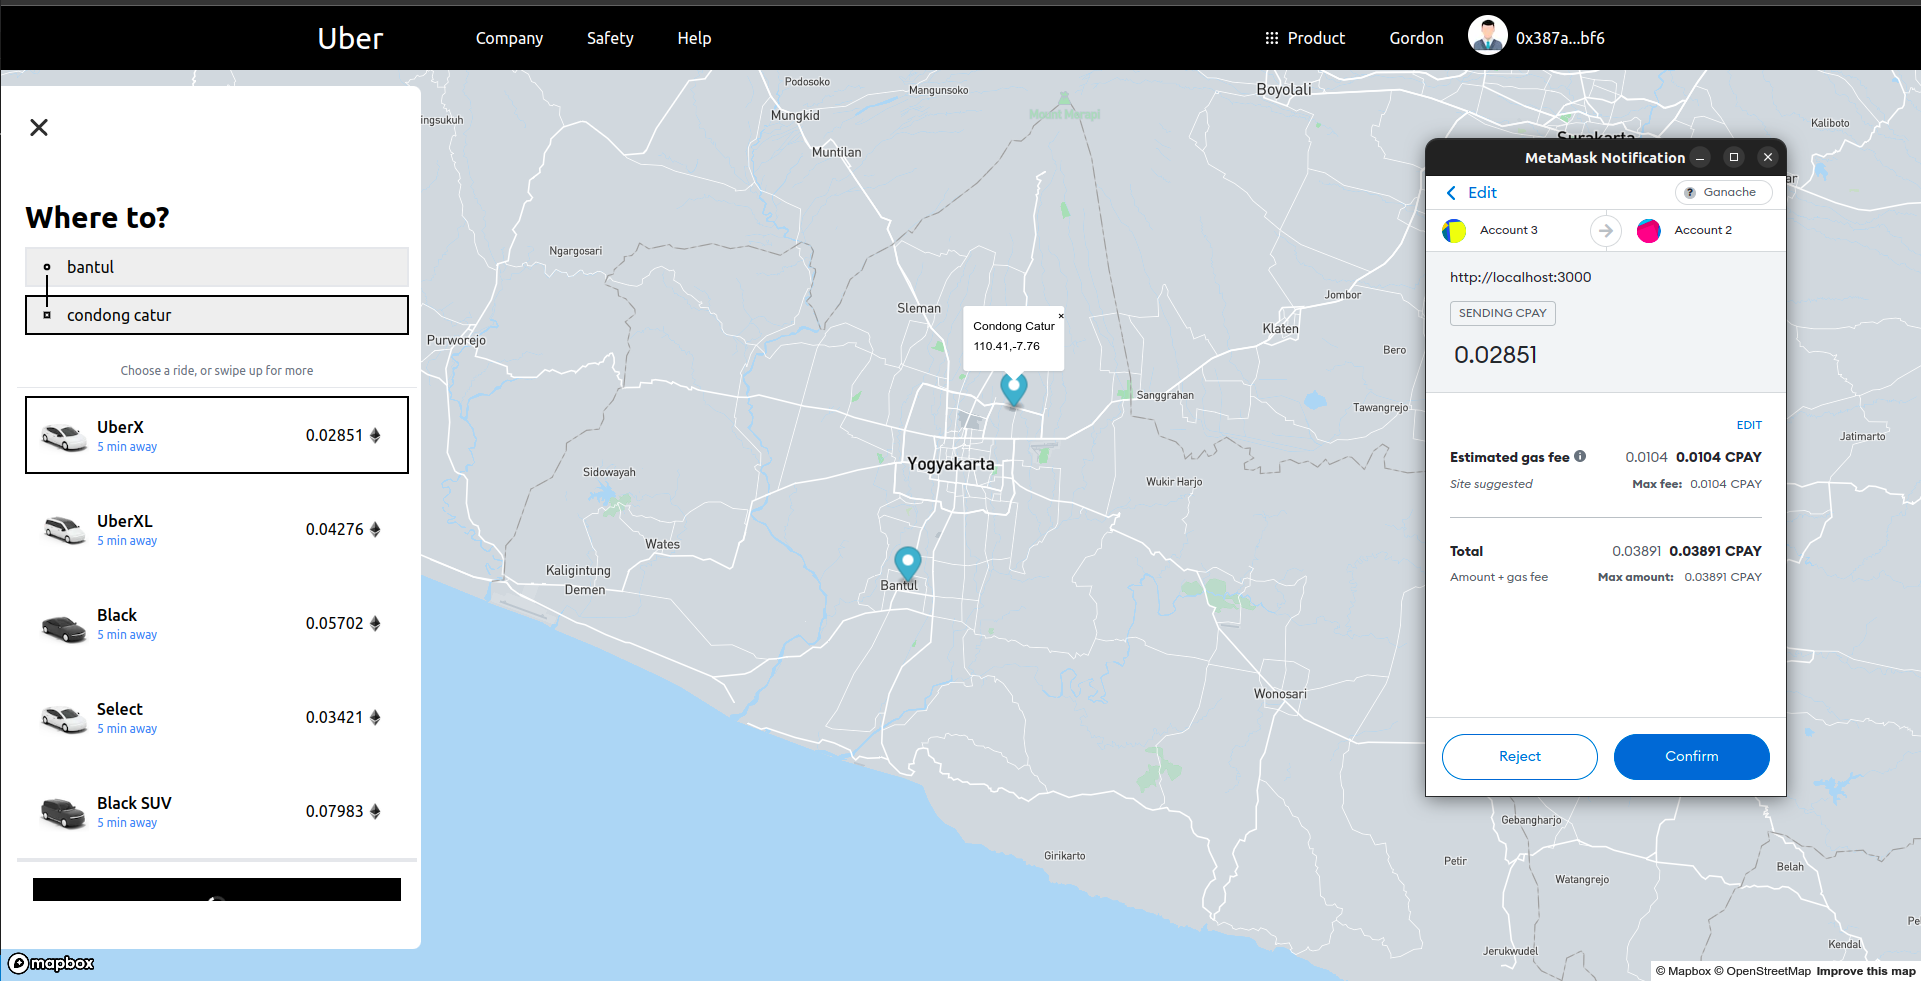 Uber
Company
Safety
Help
Product
Gordon
0x387a...bf6
Where to?
bantul
condong catur
Choose a ride, or swipe up for more
UberX
5 min away
0.02851
UberXL
5 min away
0.04276
Black
5 min away
0.05702
Select
5 min away
0.03421
Black SUV
5 min away
0.07983
mapbox
Podosoko
Mangunsoko
Boyolali
ingsukuh
Mungkid
Mount Merapi
Kaliboto
Surakarta
Muntilan
Ngargosari
Sleman
Jombor
Purworejo
Klaten
Condong Catur
×
110.41,-7.76
Bero
Sanggrahan
Tawangrejo
Jatimarto
Yogyakarta
Sidowayah
Wukir Harjo
Wates
Kaligintung
Demen
Bantul
Wonosari
Girikarto
Gebangharjo
Petir
Belah
Watangrejo
Pe
Kendal
Jerukwudel
ar
MetaMask Notification
Edit
Ganache
Account 3
Account 2
http://localhost:3000
SENDING CPAY
0.02851
EDIT
Estimated gas fee 0.0104 0.0104 CPAY
Site suggested Max fee: 0.0104 CPAY
Total 0.03891 0.03891 CPAY
Amount + gas fee Max amount: 0.03891 CPAY
Reject
Confirm
© Mapbox © OpenStreetMap Improve this map